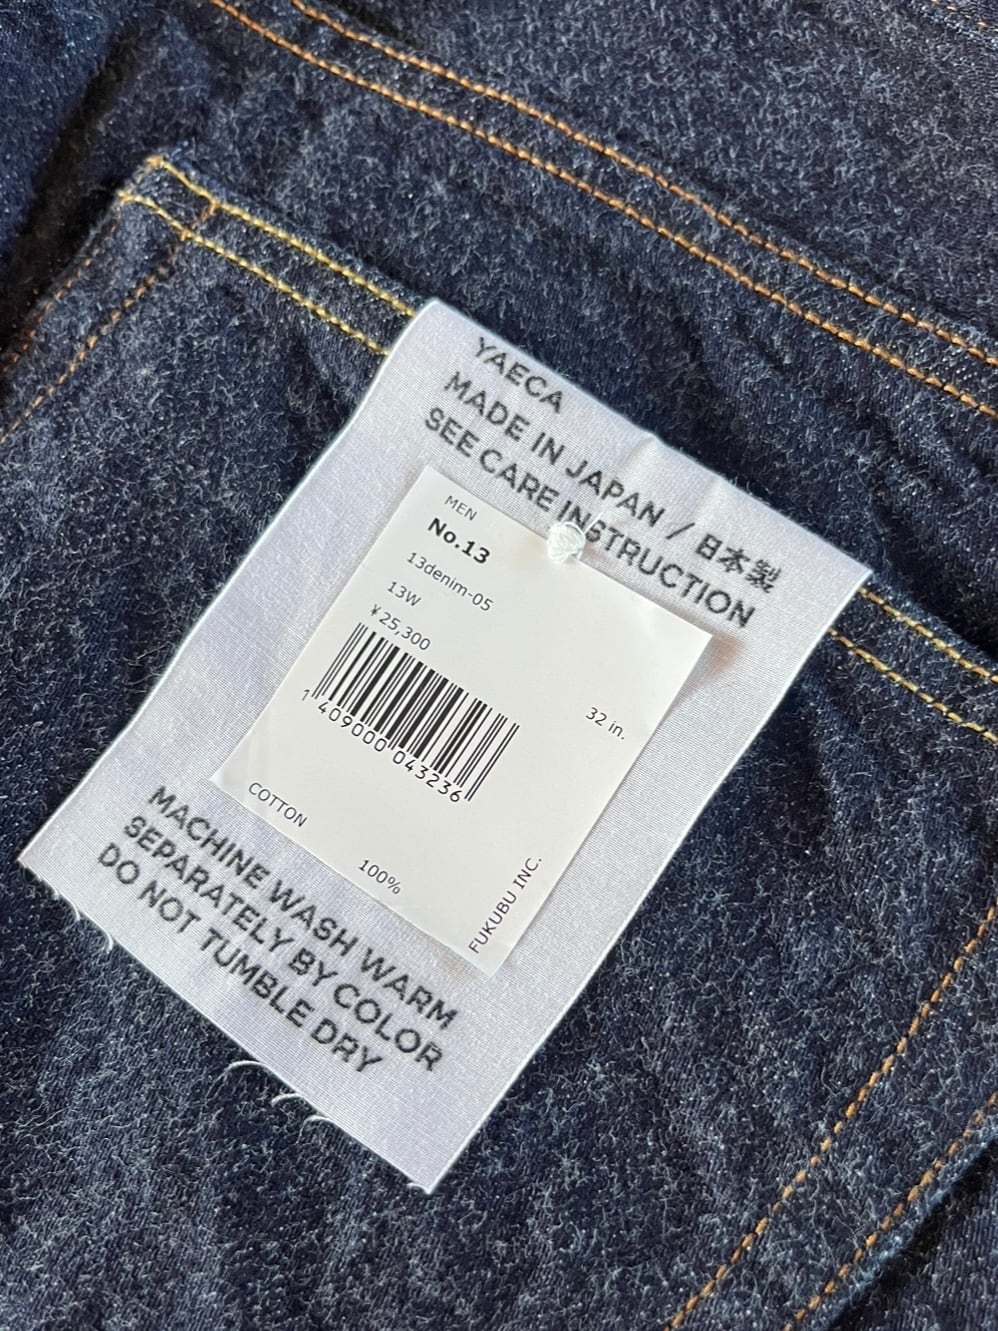 YAECA
MADE IN JAPAN / 日本製
SEE CARE INSTRUCTION
MEN
No.13
13denim-05
13W
¥25,300
32 in.
1 409000 043236
COTTON
100%
FUKUBU INC.
MACHINE WASH WARM
SEPARATELY BY COLOR
DO NOT TUMBLE DRY